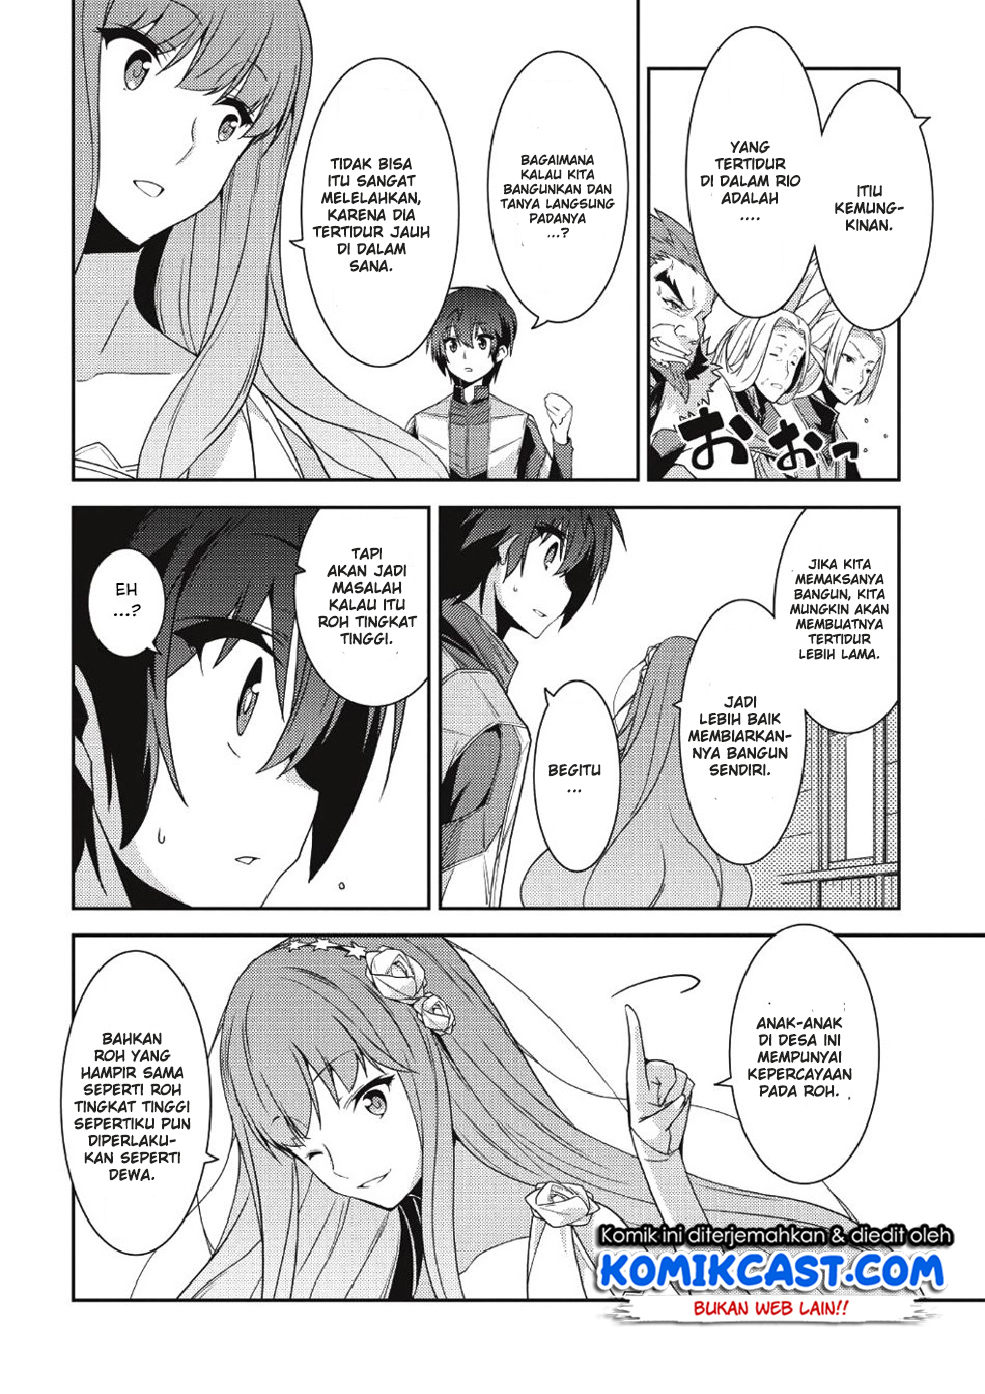 ITIU
KEMUNG-
KINAN.
YANG
TERTIDUR
DI DALAM RIO
ADALAH
....
おおっ
BAGAIMANA
KALAU KITA
BANGUNKAN DAN
TANYA LANGSUNG
PADANYA
...?
TIDAK BISA
ITU SANGAT
MELELAHKAN,
KARENA DIA
TERTIDUR JAUH
DI DALAM
SANA.
JIKA KITA
MEMAKSANYA
BANGUN, KITA
MUNGKIN AKAN
MEMBUATNYA
TERTIDUR
LEBIH LAMA.
JADI
LEBIH BAIK
MEMBIARKAN-
NYA BANGUN
SENDIRI.
BEGITU
...
TAPI
AKAN JADI
MASALAH
KALAU ITU
ROH TINGKAT
TINGGI.
EH
...?
ANAK-ANAK
DI DESA INI
MEMPUNYAI
KEPERCAYAAN
PADA ROH.
BAHKAN
ROH YANG
HAMPIR SAMA
SEPERTI ROH
TINGKAT TINGGI
SEPERTIKU PUN
DIPERLAKU-
KAN SEPERTI
DEWA.
Komik ini diterjemahkan & diedit oleh
KOMIKCAST.COM
BUKAN WEB LAIN!!